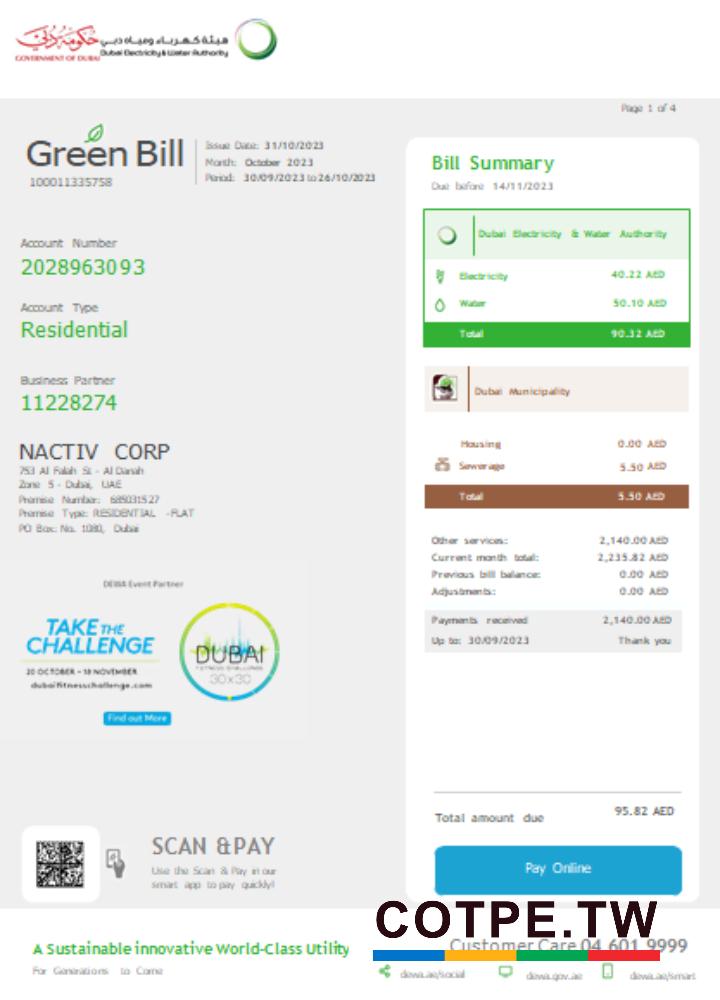 حكومة دبي
GOVERNMENT OF DUBAI
هيئة كهرباء ومياه دبي
Dubai Electricity & Water Authority
Page 1 of 4
Green Bill
100011335758
Issue Date: 31/10/2023
Month: October 2023
Period: 30/09/2023 to 26/10/2023
Account Number
2028963093
Account Type
Residential
Business Partner
11228274
NACTIV CORP
753 Al Falah St - Al Danah
Zone 5 - Dubai, UAE
Premise Number: 685031527
Premise Type: RESIDENTIAL -FLAT
PO Box: No. 1080, Dubai
DEWA Event Partner
TAKE THE
CHALLENGE
20 OCTOBER - 18 NOVEMBER
dubaifitnesschallenge.com
DUBAI
FITNESS CHALLENGE
30x30
Find out More
SCAN & PAY
Use the Scan & Pay in our
smart app to pay quickly!
Bill Summary
Due before 14/11/2023
Dubai Electricity & Water Authority
Electricity 40.22 AED
Water 50.10 AED
Total 90.32 AED
Dubai Municipality
Housing 0.00 AED
Sewerage 5.50 AED
Total 5.50 AED
Other services: 2,140.00 AED
Current month total: 2,235.82 AED
Previous bill balance: 0.00 AED
Adjustments: 0.00 AED
Payments received 2,140.00 AED
Up to: 30/09/2023 Thank you
Total amount due 95.82 AED
Pay Online
COTPE.TW
A Sustainable innovative World-Class Utility
For Generations to Come
Customer Care 04 601 9999
dewa.ae/social
dewa.gov.ae
dewa.ae/smart